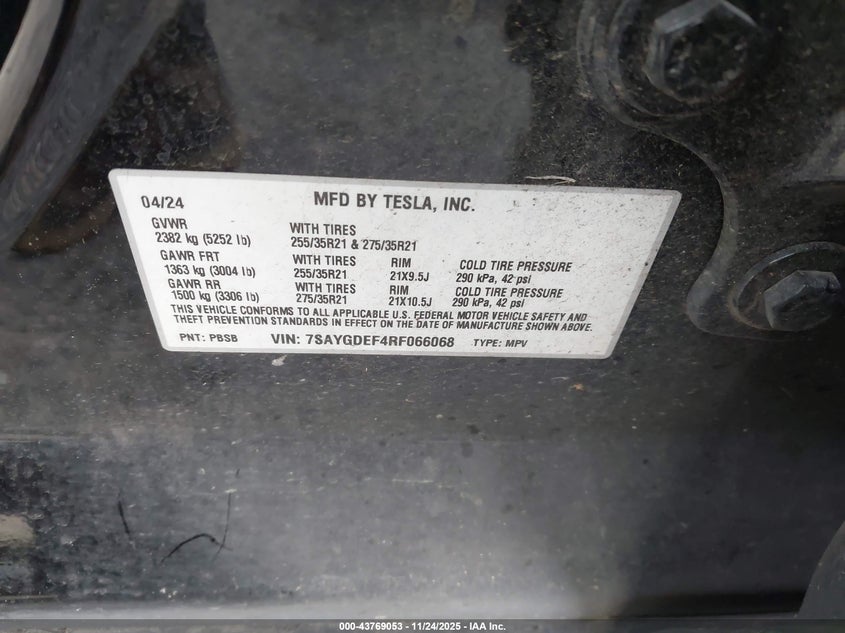 04/24 MFD BY TESLA, INC.
GVWR WITH TIRES
2382 kg (5252 lb) 255/35R21 & 275/35R21
GAWR FRT WITH TIRES RIM COLD TIRE PRESSURE
1363 kg (3004 lb) 255/35R21 21X9.5J 290 kPa, 42 psi
GAWR RR WITH TIRES RIM COLD TIRE PRESSURE
1500 kg (3306 lb) 275/35R21 21X10.5J 290 kPa, 42 psi
THIS VEHICLE CONFORMS TO ALL APPLICABLE U.S. FEDERAL MOTOR VEHICLE SAFETY AND
THEFT PREVENTION STANDARDS IN EFFECT ON THE DATE OF MANUFACTURE SHOWN ABOVE.
PNT: PBSB VIN: 7SAYGDEF4RF066068 TYPE: MPV
000-43769053 - 11/24/2025 - IAA Inc.